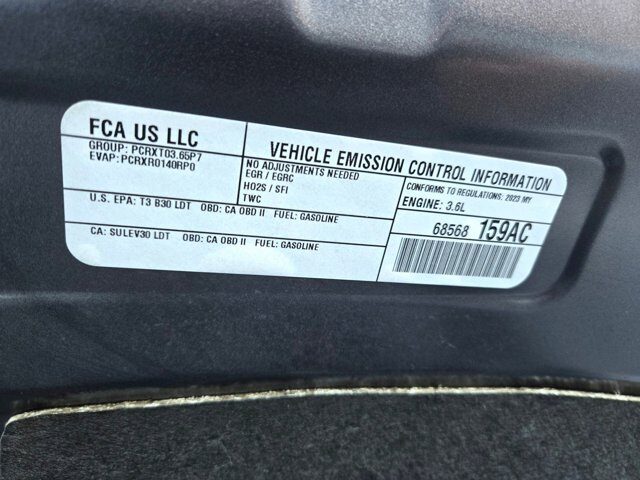 FCA US LLC
GROUP: PCRXT03.65P7
EVAP: PCRXR0140RP0
VEHICLE EMISSION CONTROL INFORMATION
NO ADJUSTMENTS NEEDED
EGR / EGRC
HO2S / SFI
TWC
CONFORMS TO REGULATIONS: 2023 MY
ENGINE: 3.6L
U.S. EPA: T3 B30 LDT OBD: CA OBD II FUEL: GASOLINE
CA: SULEV30 LDT OBD: CA OBD II FUEL: GASOLINE
68568 159AC